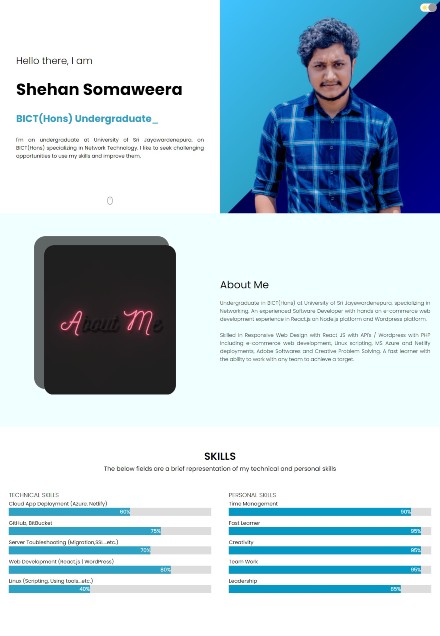 Hello there, I am
Shehan Somaweera
BICT(Hons) Undergraduate_
I'm an undergraduate at University of Sri Jayawardenepura, on
BICT(Hons) specializing in Network Technology. I like to seek challenging
opportunities to use my skills and improve them.
About Me
About Me
Undergraduate in BICT(Hons) at University of Sri Jayewardenepura, specializing in
Networking. An experienced Software Developer with hands on e-commerce web
development experience in React.js on Node.js platform and Wordpress platform.
Skilled in Responsive Web Design with React JS with API's / Wordpress with PHP
including e-commerce web development, Linux scripting, MS Azure and Netlify
deployments, Adobe Softwares and Creative Problem Solving. A fast learner with
the ability to work with any team to achieve a target.
SKILLS
The below fields are a brief representation of my technical and personal skills
TECHNICAL SKILLS
Cloud App Deployment (Azure, Netlify)
60%
GitHub, BitBucket
75%
Server Toubleshooting (Migration,SSL...etc.)
70%
Web Development (React.js | WordPress)
80%
Linux (Scripting, Using tools...etc.)
40%
PERSONAL SKILLS
Time Management
90%
Fast Learner
95%
Creativity
95%
Team Work
95%
Leadership
85%